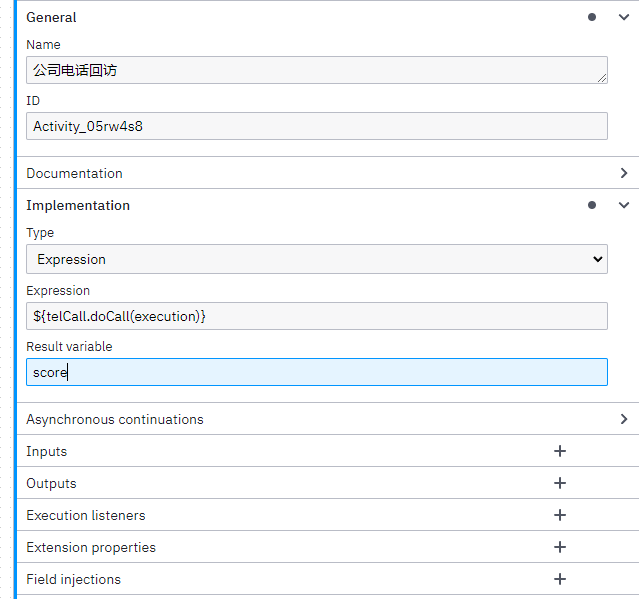 General
Name
公司电话回访
ID
Activity_05rw4s8
Documentation
Implementation
Type
Expression
Expression
${telCall.doCall(execution)}
Result variable
score
Asynchronous continuations
Inputs
Outputs
Execution listeners
Extension properties
Field injections